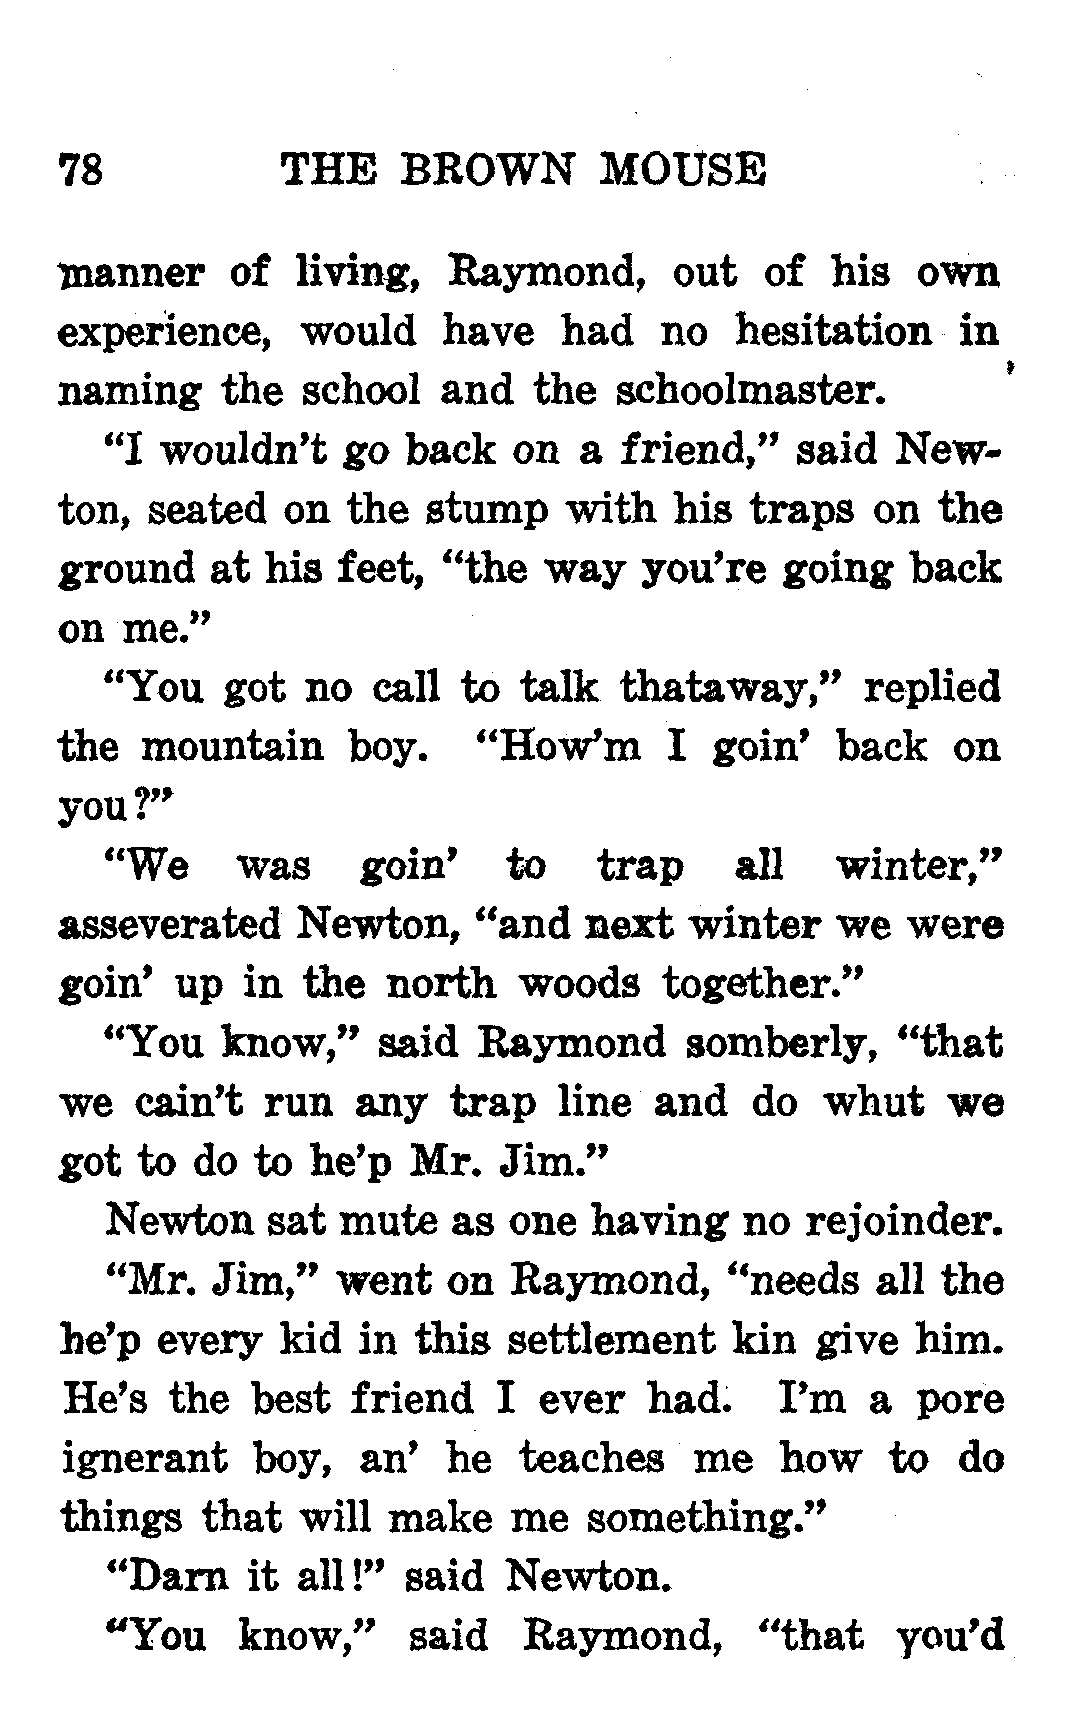 78 THE BROWN MOUSE
manner of living, Raymond, out of his own
experience, would have had no hesitation in
naming the school and the schoolmaster.
“I wouldn’t go back on a friend,” said New-
ton, seated on the stump with his traps on the
ground at his feet, “the way you’re going back
on me.”
“You got no call to talk thataway,” replied
the mountain boy. “How’m I goin’ back on
you?”
“We was goin’ to trap all winter,”
asseverated Newton, “and next winter we were
goin’ up in the north woods together.”
“You know,” said Raymond somberly, “that
we cain’t run any trap line and do whut we
got to do to he’p Mr. Jim.”
Newton sat mute as one having no rejoinder.
“Mr. Jim,” went on Raymond, “needs all the
he’p every kid in this settlement kin give him.
He’s the best friend I ever had. I’m a pore
ignerant boy, an’ he teaches me how to do
things that will make me something.”
“Darn it all!” said Newton.
“You know,” said Raymond, “that you’d